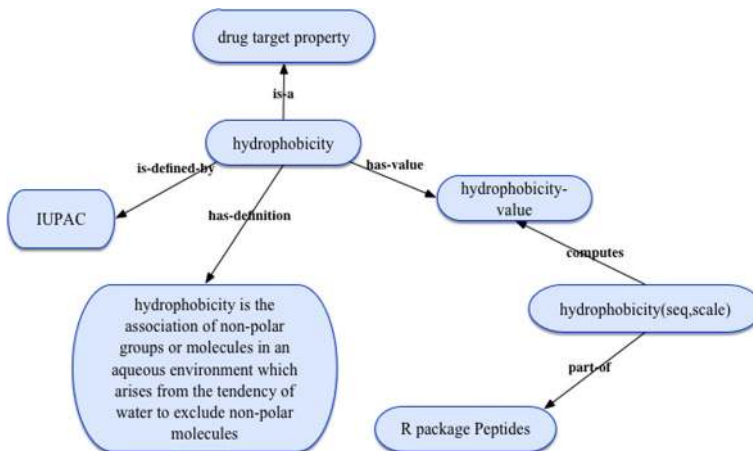 drug target property
is-a
hydrophobicity
is-defined-by
has-value
IUPAC
has-definition
hydrophobicity-
value
computes
hydrophobicity is the
association of non-polar
groups or molecules in an
aqueous environment which
arises from the tendency of
water to exclude non-polar
molecules
hydrophobicity(seq,scale)
part-of
R package Peptides